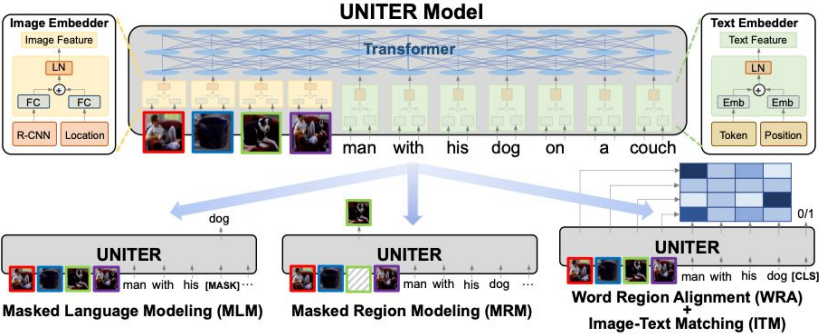 UNITER Model
Image Embedder
Image Feature
LN
FC FC
R-CNN Location
Transformer
man with his dog on a couch
Text Embedder
Text Feature
LN
Emb Emb
Token Position
dog
UNITER
man with his [MASK] ...
Masked Language Modeling (MLM)
UNITER
man with his dog ...
Masked Region Modeling (MRM)
0/1
UNITER
man with his dog [CLS]
Word Region Alignment (WRA)
+
Image-Text Matching (ITM)